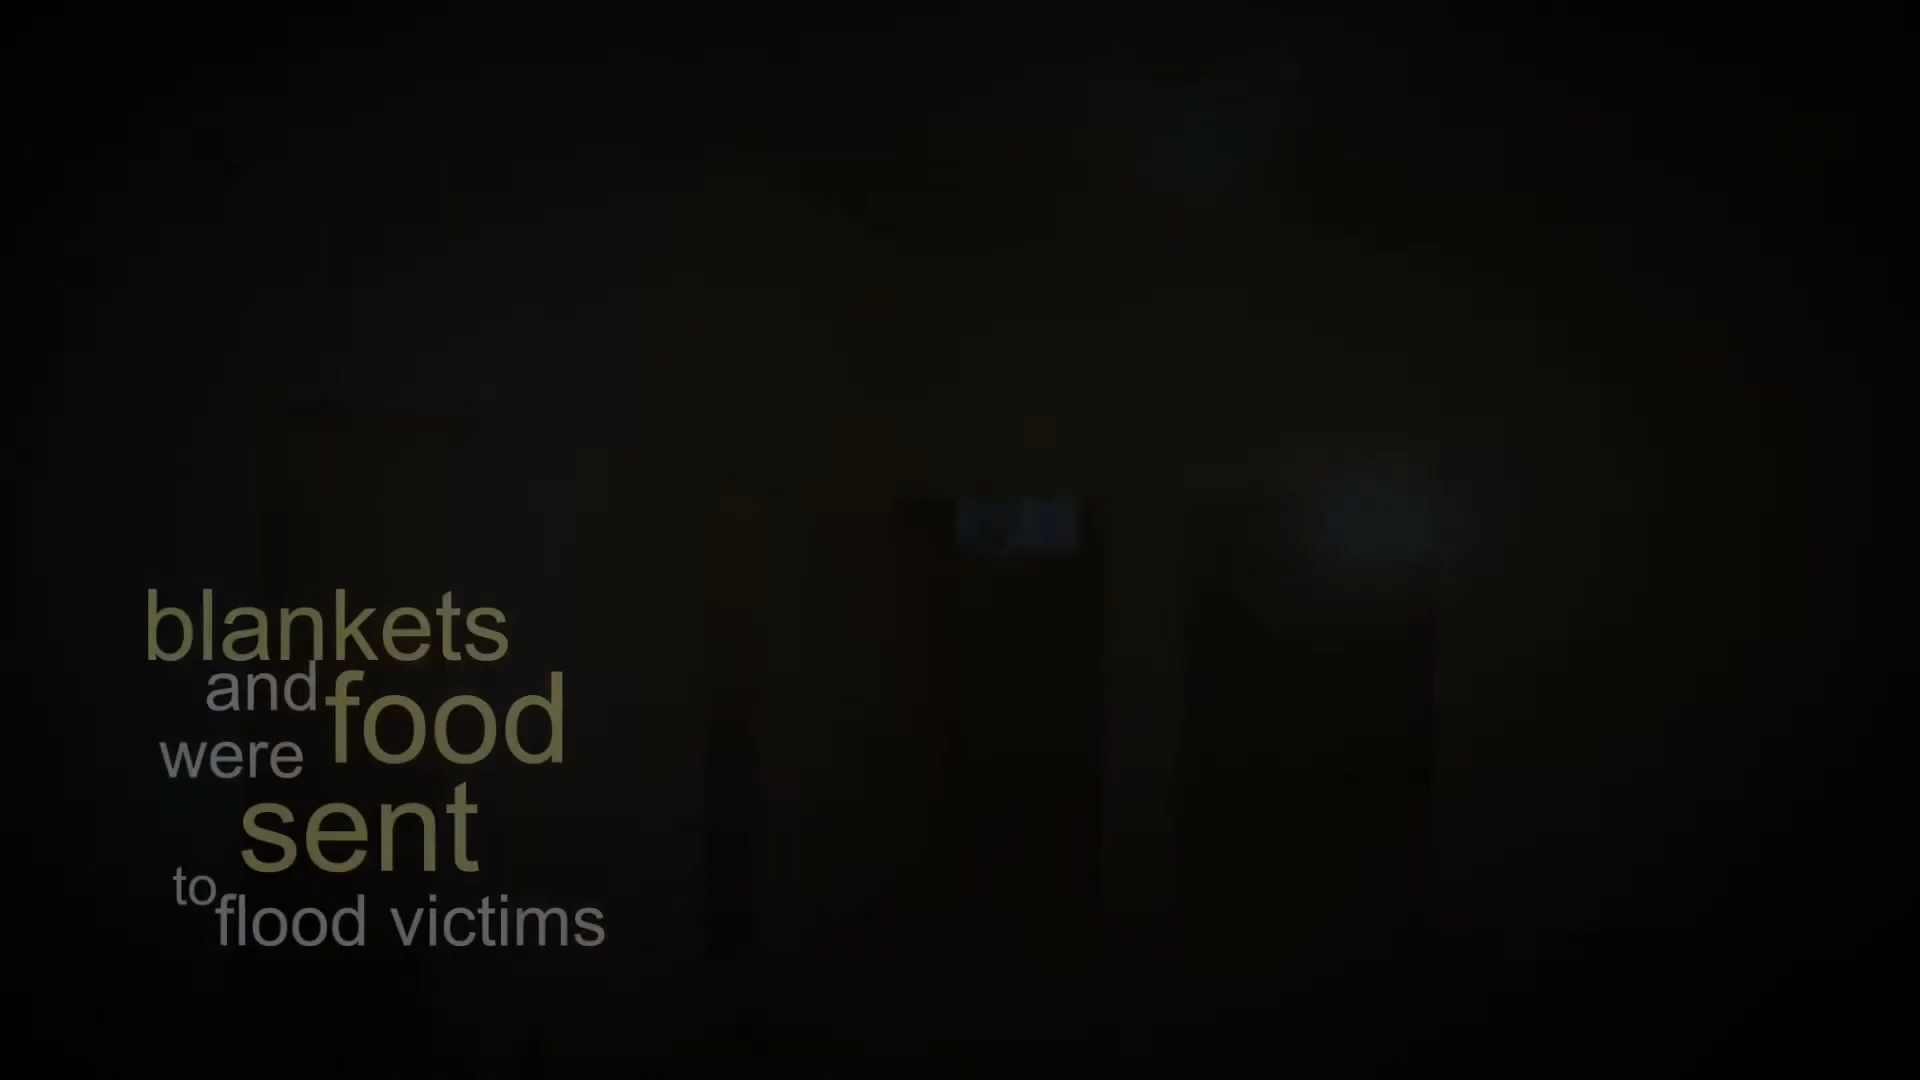 blankets
and food
were
sent
to
flood victims